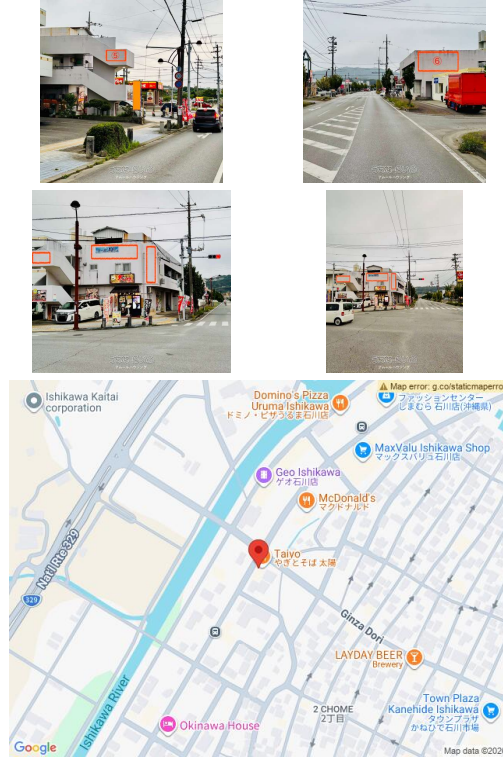 ⑤
⑥
Map error: g.co/staticmaperro
Ishikawa Kaitai
corporation
Domino's Pizza
Uruma Ishikawa
ドミノ・ピザうるま石川店
ファッションセンター
しまむら 石川店(沖縄県)
MaxValu Ishikawa Shop
マックスバリュ石川店
Geo Ishikawa
ゲオ石川店
McDonald's
マクドナルド
Nat'l Rte 329
329
Taiyo
やぎとそば 太陽
Ginza Dori
LAYDAY BEER
Brewery
Ishikawa River
2 CHOME
2丁目
Town Plaza
Kanehide Ishikawa
タウンプラザ
かねひで石川市場
Okinawa House
Google
Map data ©2026